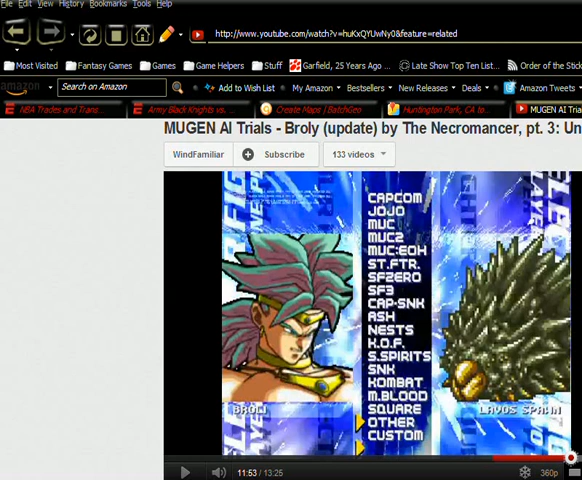 File Edit View History Bookmarks Tools Help
http://www.youtube.com/watch?v=huKxQYUwNy0&feature=related
Most Visited Fantasy Games Games Game Helpers Stuff Garfield, 25 Years Ago ... Late Show Top Ten List... Order of the Stick
amazon Search on Amazon Add to Wish List My Amazon Bestsellers New Releases Deals Amazon Tweets
NBA Trades and Trans... Army Black Knights vs. ... Create Maps | BatchGeo Huntington Park, CA to... MUGEN AI Tria
MUGEN AI Trials - Broly (update) by The Necromancer, pt. 3: Un
WindFamiliar Subscribe 133 videos
CAPCOM
JOJO
MVC
MVC2
MVC:EOH
ST.FTR.
SFZERO
SF3
CAP-SNK
ASH
NESTS
K.O.F.
S.SPIRITS
SNK
KOMBAT
M.BLOOD
SQUARE
OTHER
CUSTOM
BROLI
LAVOS SPAWN
11:53 / 13:25 360p